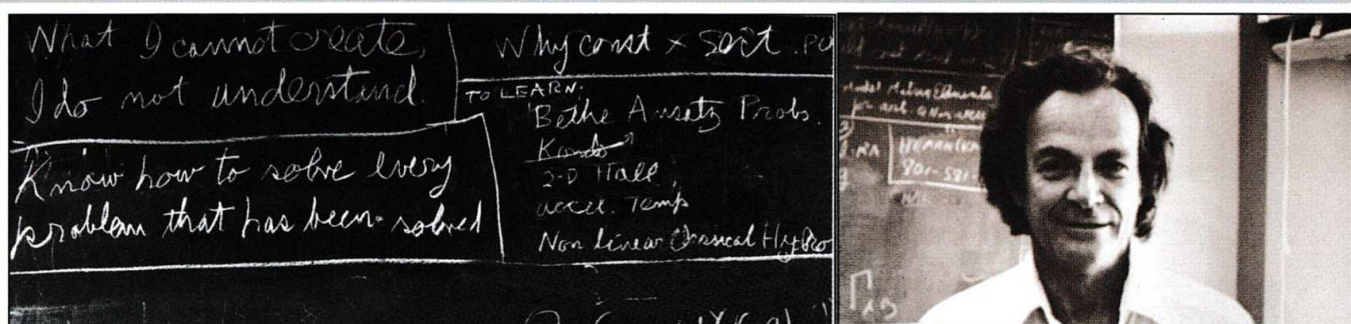 What I cannot create,
I do not understand.
Know how to solve every
problem that has been solved
Why const × sort . PO
TO LEARN:
Bethe Ansatz Probs.
Kondo
2-D Hall
accel. Temp
Non linear Classical Hydro